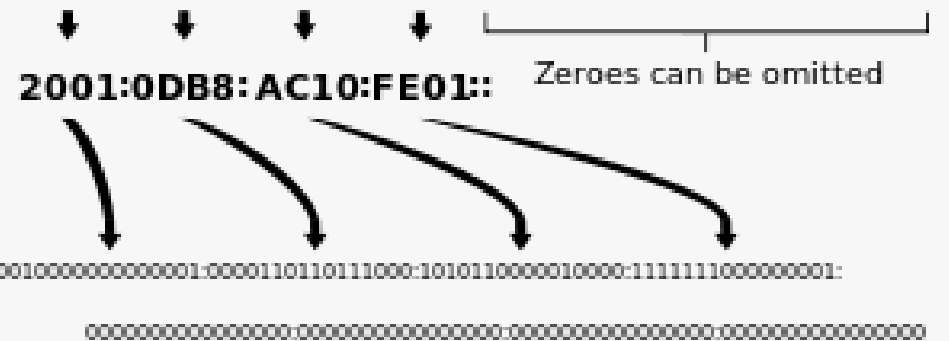 2001:0DB8:AC10:FE01::
Zeroes can be omitted
0010000000000001:0000110110111000:1010110000010000:1111111000000001:
0000000000000000:0000000000000000:0000000000000000:0000000000000000